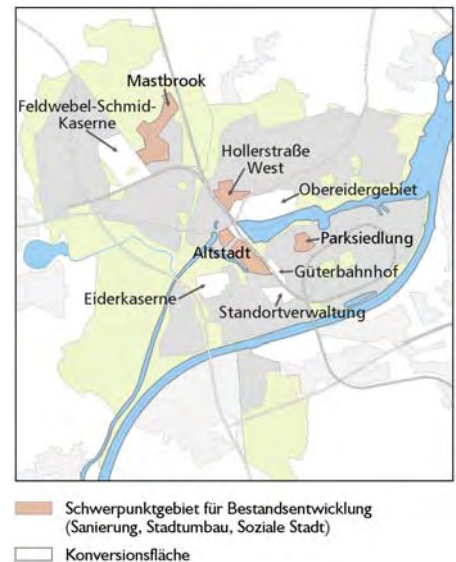 Mastbrook
Feldwebel-Schmid-
Kaserne
Hollerstraße
West
Obereidergebiet
Altstadt
Parksiedlung
Güterbahnhof
Eiderkaserne
Standortverwaltung
Schwerpunktgebiet für Bestandsentwicklung
(Sanierung, Stadtumbau, Soziale Stadt)
Konversionsfläche